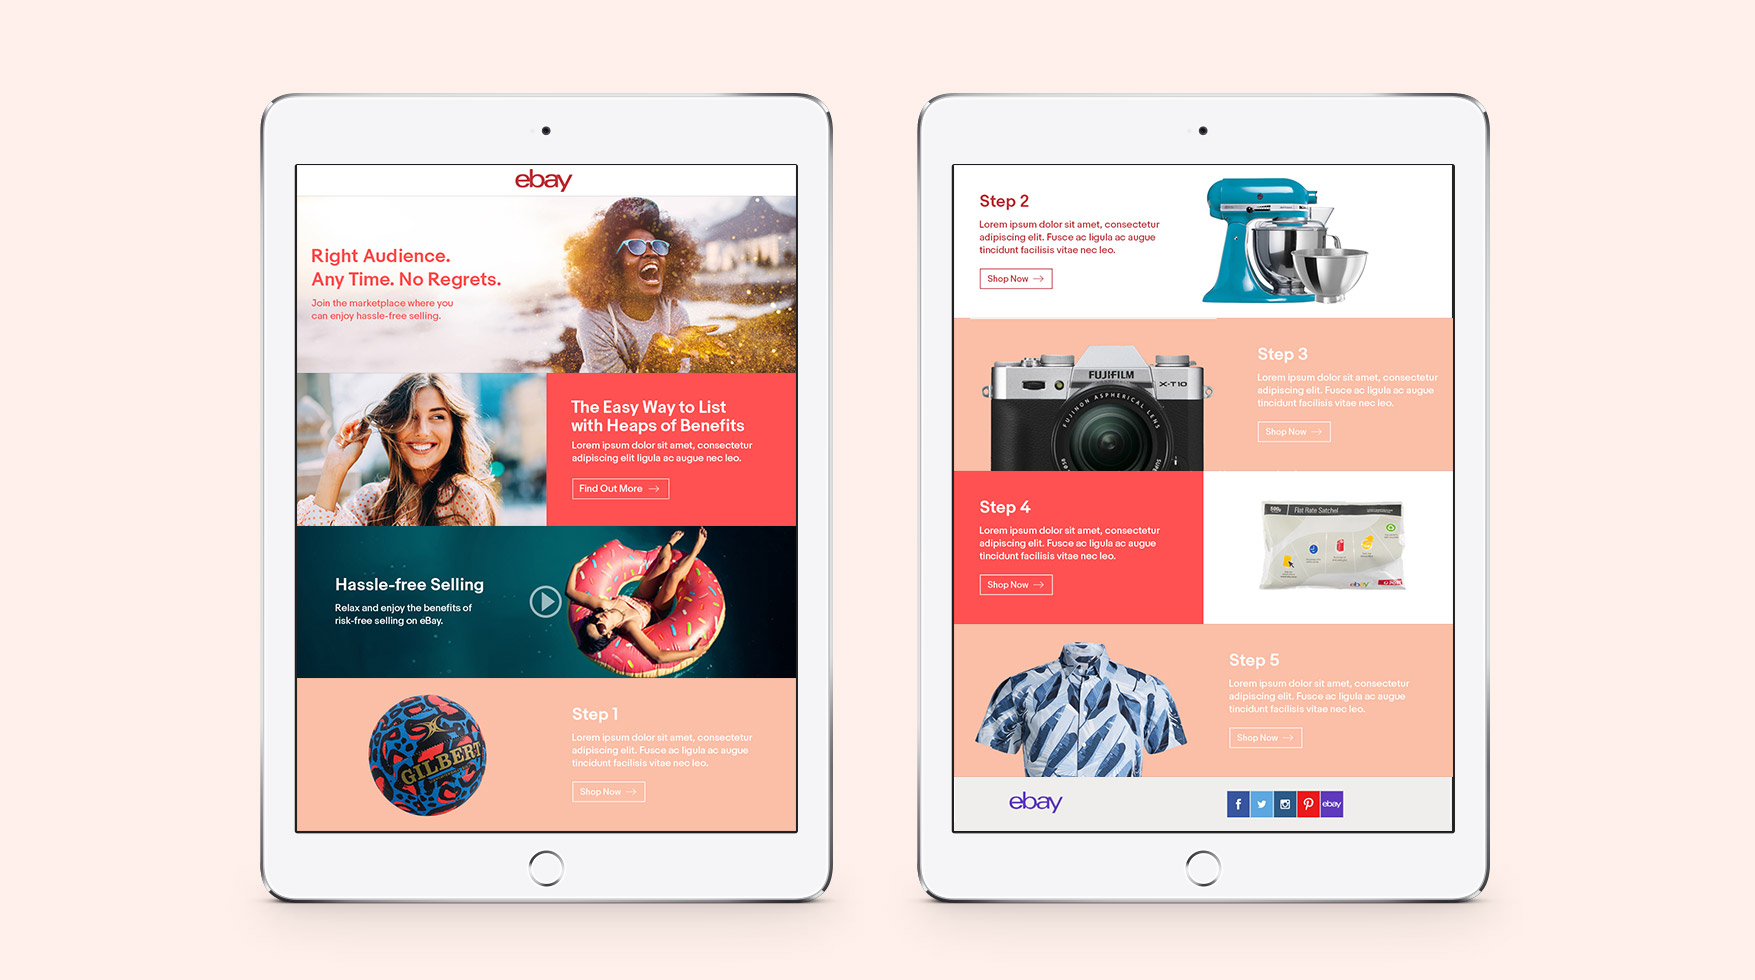 ebay
Right Audience.
Any Time. No Regrets.
Join the marketplace where you
can enjoy hassle-free selling.
The Easy Way to List
with Heaps of Benefits
Lorem ipsum dolor sit amet, consectetur
adipiscing elit ligula ac augue nec leo.
Find Out More
Hassle-free Selling
Relax and enjoy the benefits of
risk-free selling on eBay.
GILBERT
Step 1
Lorem ipsum dolor sit amet, consectetur
adipiscing elit. Fusce ac ligula ac augue
tincidunt facilisis vitae nec leo.
Shop Now
Step 2
Lorem ipsum dolor sit amet, consectetur
adipiscing elit. Fusce ac ligula ac augue
tincidunt facilisis vitae nec leo.
Shop Now
FUJIFILM
X-T10
FUJINON ASPHERICAL LENS
Step 3
Lorem ipsum dolor sit amet, consectetur
adipiscing elit. Fusce ac ligula ac augue
tincidunt facilisis vitae nec leo.
Shop Now
Step 4
Lorem ipsum dolor sit amet, consectetur
adipiscing elit. Fusce ac ligula ac augue
tincidunt facilisis vitae nec leo.
Shop Now
500g Flat Rate Satchel
ebay
Step 5
Lorem ipsum dolor sit amet, consectetur
adipiscing elit. Fusce ac ligula ac augue
tincidunt facilisis vitae nec leo.
Shop Now
ebay
ebay